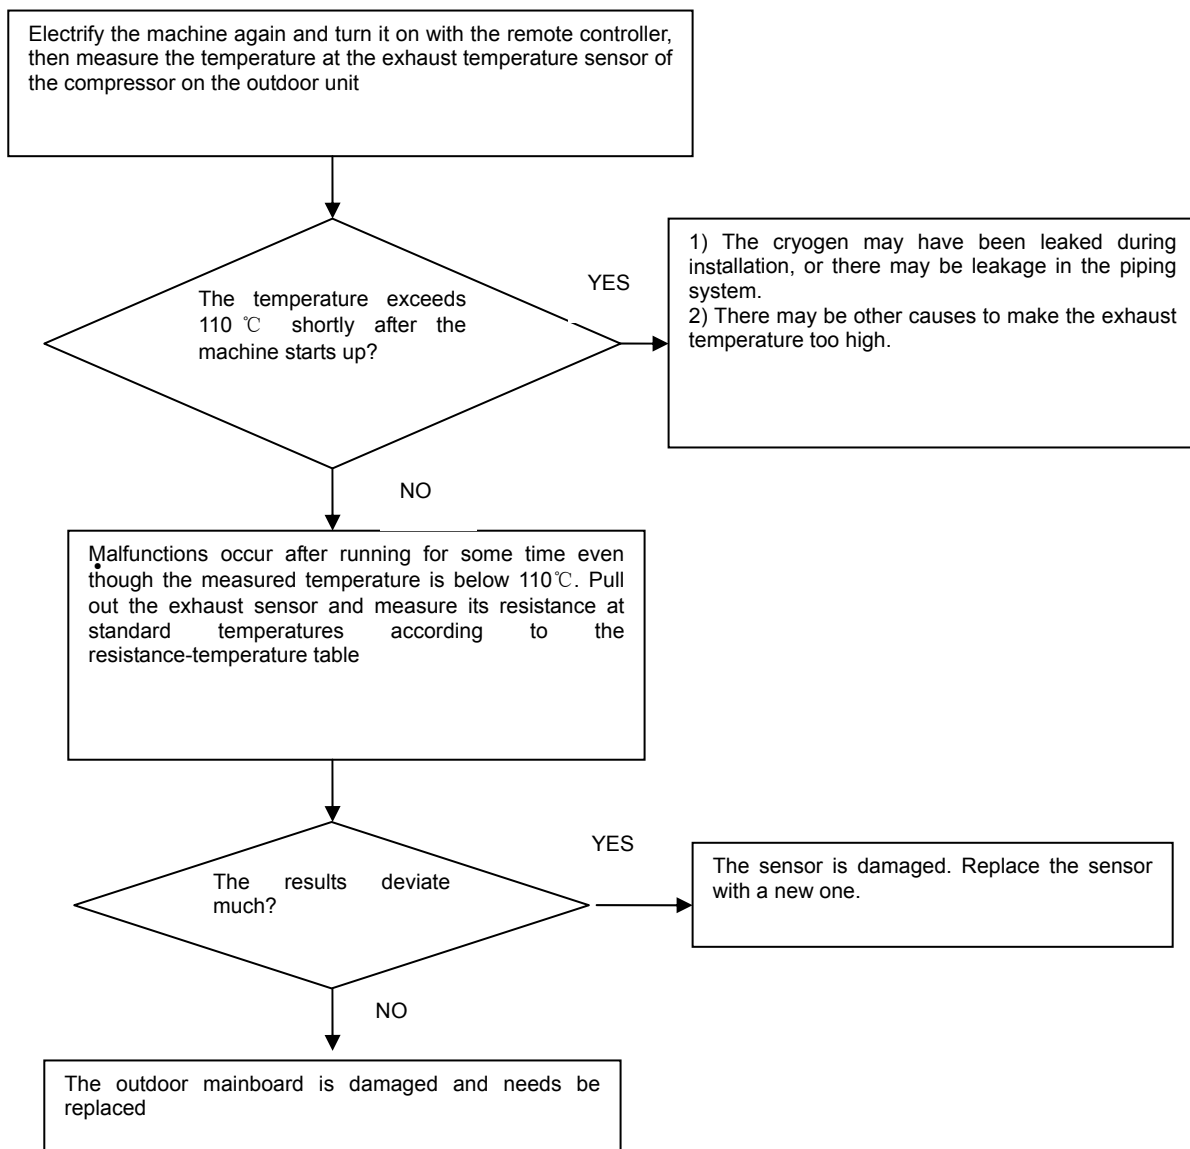 Electrify the machine again and turn it on with the remote controller,
then measure the temperature at the exhaust temperature sensor of
the compressor on the outdoor unit
The temperature exceeds
110 ℃ shortly after the
machine starts up?
YES
1) The cryogen may have been leaked during
installation, or there may be leakage in the piping
system.
2) There may be other causes to make the exhaust
temperature too high.
NO
Malfunctions occur after running for some time even
though the measured temperature is below 110℃. Pull
out the exhaust sensor and measure its resistance at
standard temperatures according to the
resistance-temperature table
The results deviate
much?
YES
The sensor is damaged. Replace the sensor
with a new one.
NO
The outdoor mainboard is damaged and needs be
replaced